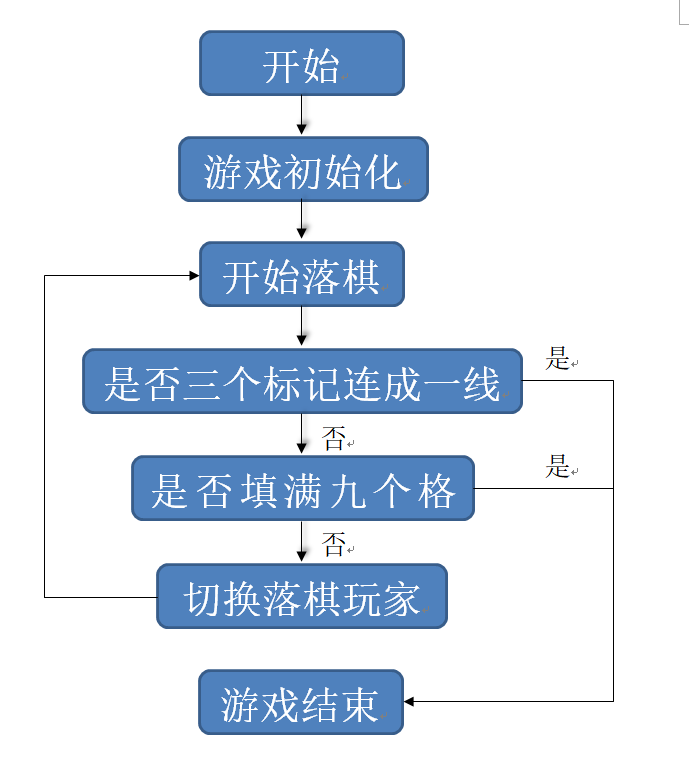 开始
游戏初始化
开始落棋
是否三个标记连成一线
是
否
是否填满九个格
是
否
切换落棋玩家
游戏结束